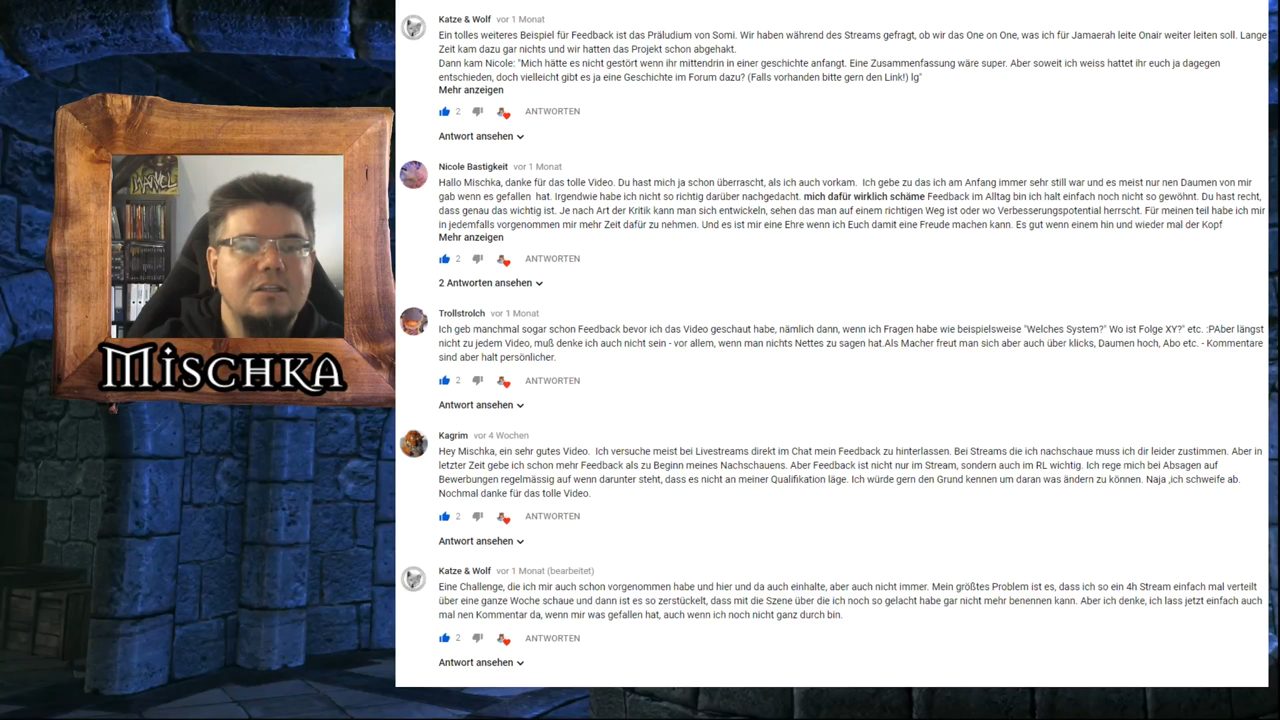 Katze & Wolf vor 1 Monat
Ein tolles weiteres Beispiel für Feedback ist das Präludium von Somi. Wir haben während des Streams gefragt, ob wir das One on One, was ich für Jamaerah leite Onair weiter leiten soll. Lange
Zeit kam dazu gar nichts und wir hatten das Projekt schon abgehakt.
Dann kam Nicole: "Mich hätte es nicht gestört wenn ihr mittendrin in einer geschichte anfangt. Eine Zusammenfassung wäre super. Aber soweit ich weiss hattet ihr euch ja dagegen
entschieden, doch vielleicht gibt es ja eine Geschichte im Forum dazu? (Falls vorhanden bitte gern den Link!) lg"
Mehr anzeigen
2 ANTWORTEN
Antwort ansehen
Nicole Bastigkeit vor 1 Monat
Hallo Mischka, danke für das tolle Video. Du hast mich ja schon überrascht, als ich auch vorkam. Ich gebe zu das ich am Anfang immer sehr still war und es meist nur nen Daumen von mir
gab wenn es gefallen hat. Irgendwie habe ich nicht so richtig darüber nachgedacht. mich dafür wirklich schäme Feedback im Alltag bin ich halt einfach noch nicht so gewöhnt. Du hast recht,
dass genau das wichtig ist. Je nach Art der Kritik kann man sich entwickeln, sehen das man auf einem richtigen Weg ist oder wo Verbesserungspotential herrscht. Für meinen teil habe ich mir
in jedemfalls vorgenommen mir mehr Zeit dafür zu nehmen. Und es ist mir eine Ehre wenn ich Euch damit eine Freude machen kann. Es gut wenn einem hin und wieder mal der Kopf
Mehr anzeigen
2 ANTWORTEN
2 Antworten ansehen
Trollstrolch vor 1 Monat
Ich geb manchmal sogar schon Feedback bevor ich das Video geschaut habe, nämlich dann, wenn ich Fragen habe wie beispielsweise "Welches System?" Wo ist Folge XY?" etc. :PAber längst
nicht zu jedem Video, muß denke ich auch nicht sein - vor allem, wenn man nichts Nettes zu sagen hat.Als Macher freut man sich aber auch über klicks, Daumen hoch, Abo etc. - Kommentare
sind aber halt persönlicher.
2 ANTWORTEN
Antwort ansehen
MISCHKA
Kagrim vor 4 Wochen
Hey Mischka, ein sehr gutes Video. Ich versuche meist bei Livestreams direkt im Chat mein Feedback zu hinterlassen. Bei Streams die ich nachschaue muss ich dir leider zustimmen. Aber in
letzter Zeit gebe ich schon mehr Feedback als zu Beginn meines Nachschauens. Aber Feedback ist nicht nur im Stream, sondern auch im RL wichtig. Ich rege mich bei Absagen auf
Bewerbungen regelmässig auf wenn darunter steht, dass es nicht an meiner Qualifikation läge. Ich würde gern den Grund kennen um daran was ändern zu können. Naja ,ich schweife ab.
Nochmal danke für das tolle Video.
2 ANTWORTEN
Antwort ansehen
Katze & Wolf vor 1 Monat (bearbeitet)
Eine Challenge, die ich mir auch schon vorgenommen habe und hier und da auch einhalte, aber auch nicht immer. Mein größtes Problem ist es, dass ich so ein 4h Stream einfach mal verteilt
über eine ganze Woche schaue und dann ist es so zerstückelt, dass mit die Szene über die ich noch so gelacht habe gar nicht mehr benennen kann. Aber ich denke, ich lass jetzt einfach auch
mal nen Kommentar da, wenn mir was gefallen hat, auch wenn ich noch nicht ganz durch bin.
2 ANTWORTEN
Antwort ansehen